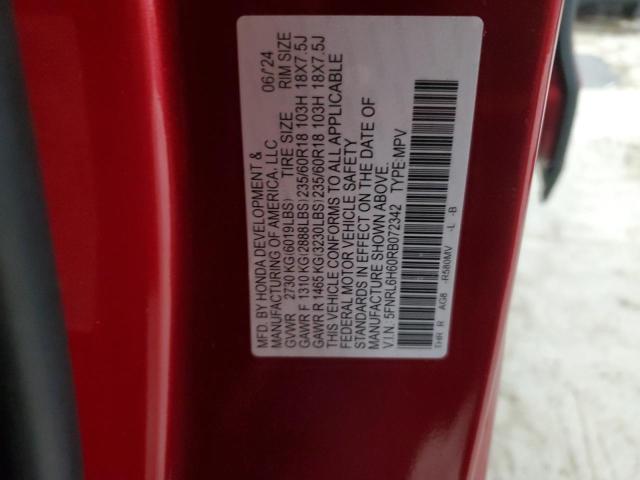 MFD. BY HONDA DEVELOPMENT &
MANUFACTURING OF AMERICA, LLC 06/'24
GVWR 2730 KG(6019LBS) TIRE SIZE RIM SIZE
GAWR F 1310 KG(2888LBS)235/60R18 103H 18X7.5J
GAWR R 1465 KG(3230LBS)235/60R18 103H 18X7.5J
THIS VEHICLE CONFORMS TO ALL APPLICABLE
FEDERAL MOTOR VEHICLE SAFETY
STANDARDS IN EFFECT ON THE DATE OF
MANUFACTURE SHOWN ABOVE.
V.I.N. 5FNRL6H60RB072342 TYPE:MPV
THR R AG8 -R580MV -L -B